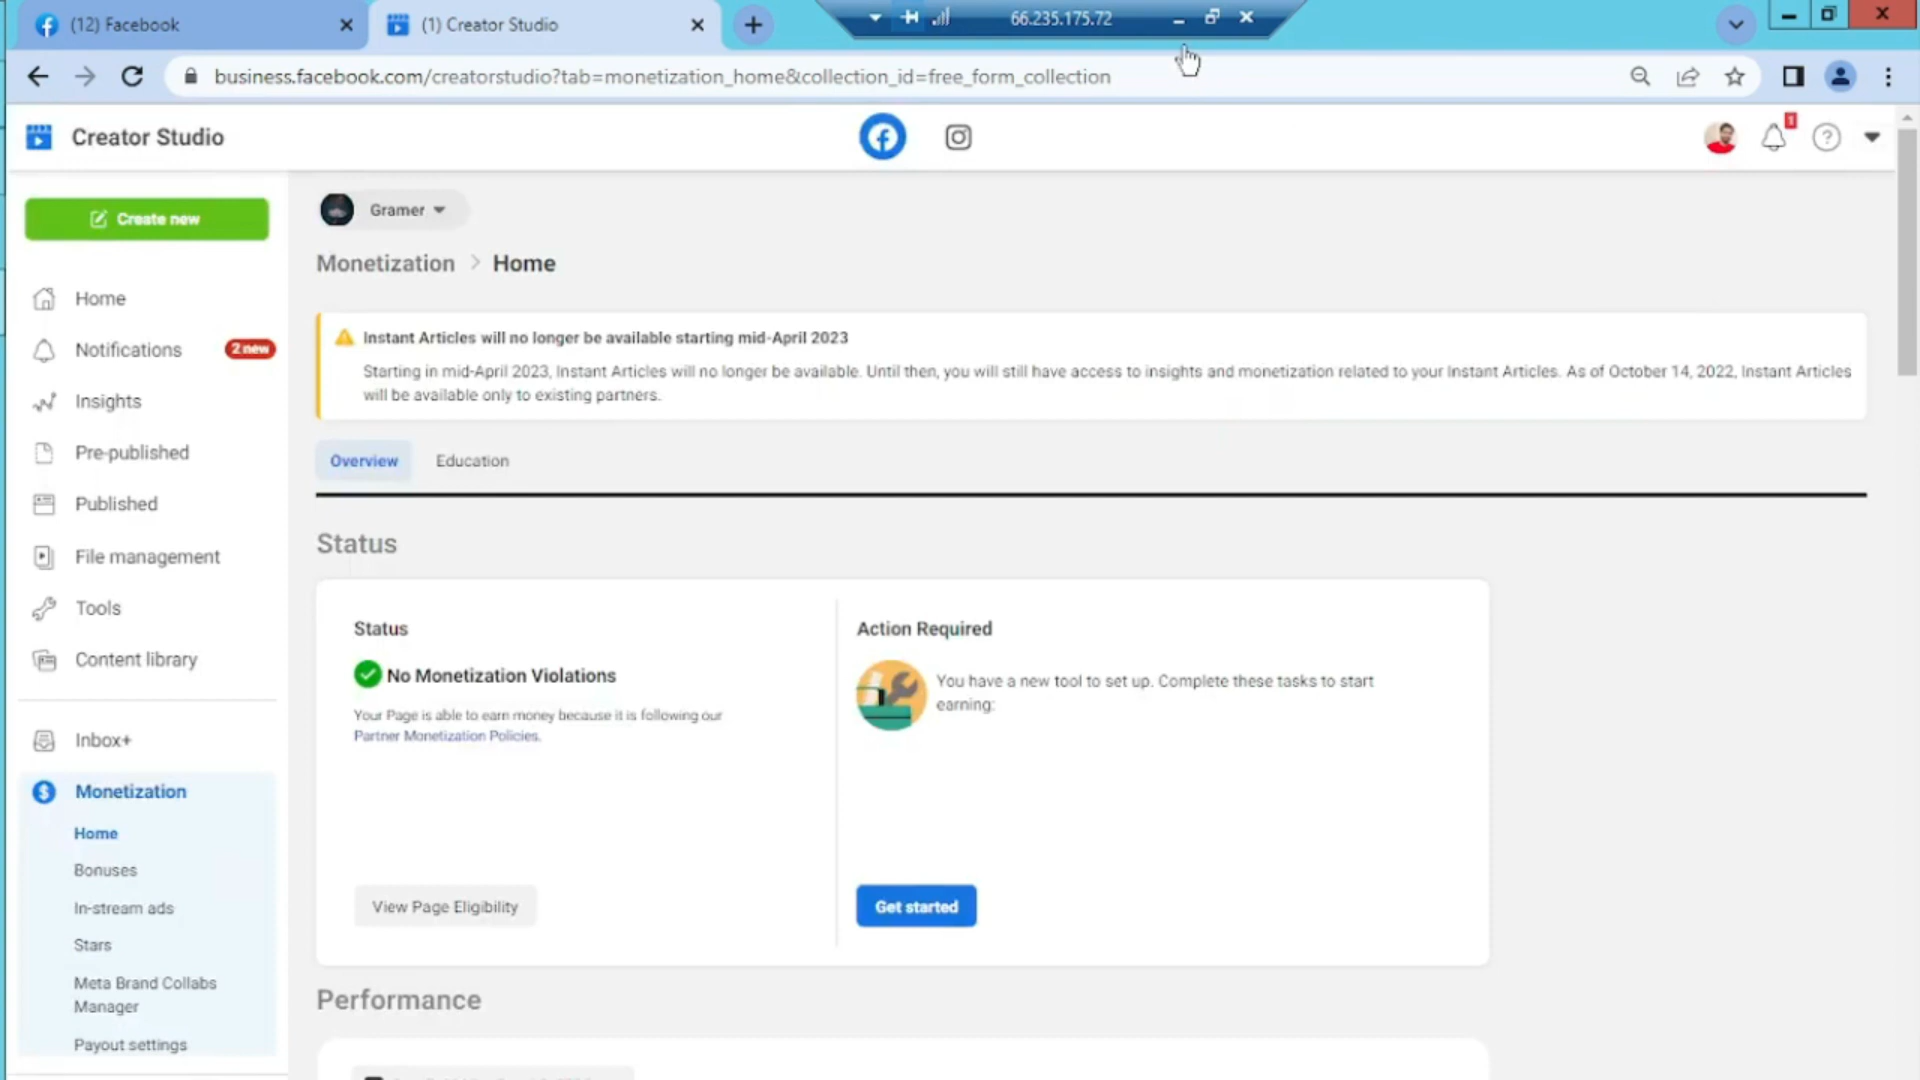 (12) Facebook
(1) Creator Studio
66.235.175.72
business.facebook.com/creatorstudio?tab=monetization_home&collection_id=free_form_collection
Creator Studio
1
Create new
Home
Notifications
2 new
Insights
Pre-published
Published
File management
Tools
Content library
Inbox+
Monetization
Home
Bonuses
In-stream ads
Stars
Meta Brand Collabs
Manager
Payout settings
Gramer
Monetization > Home
Instant Articles will no longer be available starting mid-April 2023
Starting in mid-April 2023, Instant Articles will no longer be available. Until then, you will still have access to insights and monetization related to your Instant Articles. As of October 14, 2022, Instant Articles
will be available only to existing partners.
Overview
Education
Status
Status
No Monetization Violations
Your Page is able to earn money because it is following our
Partner Monetization Policies.
View Page Eligibility
Action Required
You have a new tool to set up. Complete these tasks to start
earning:
Get started
Performance